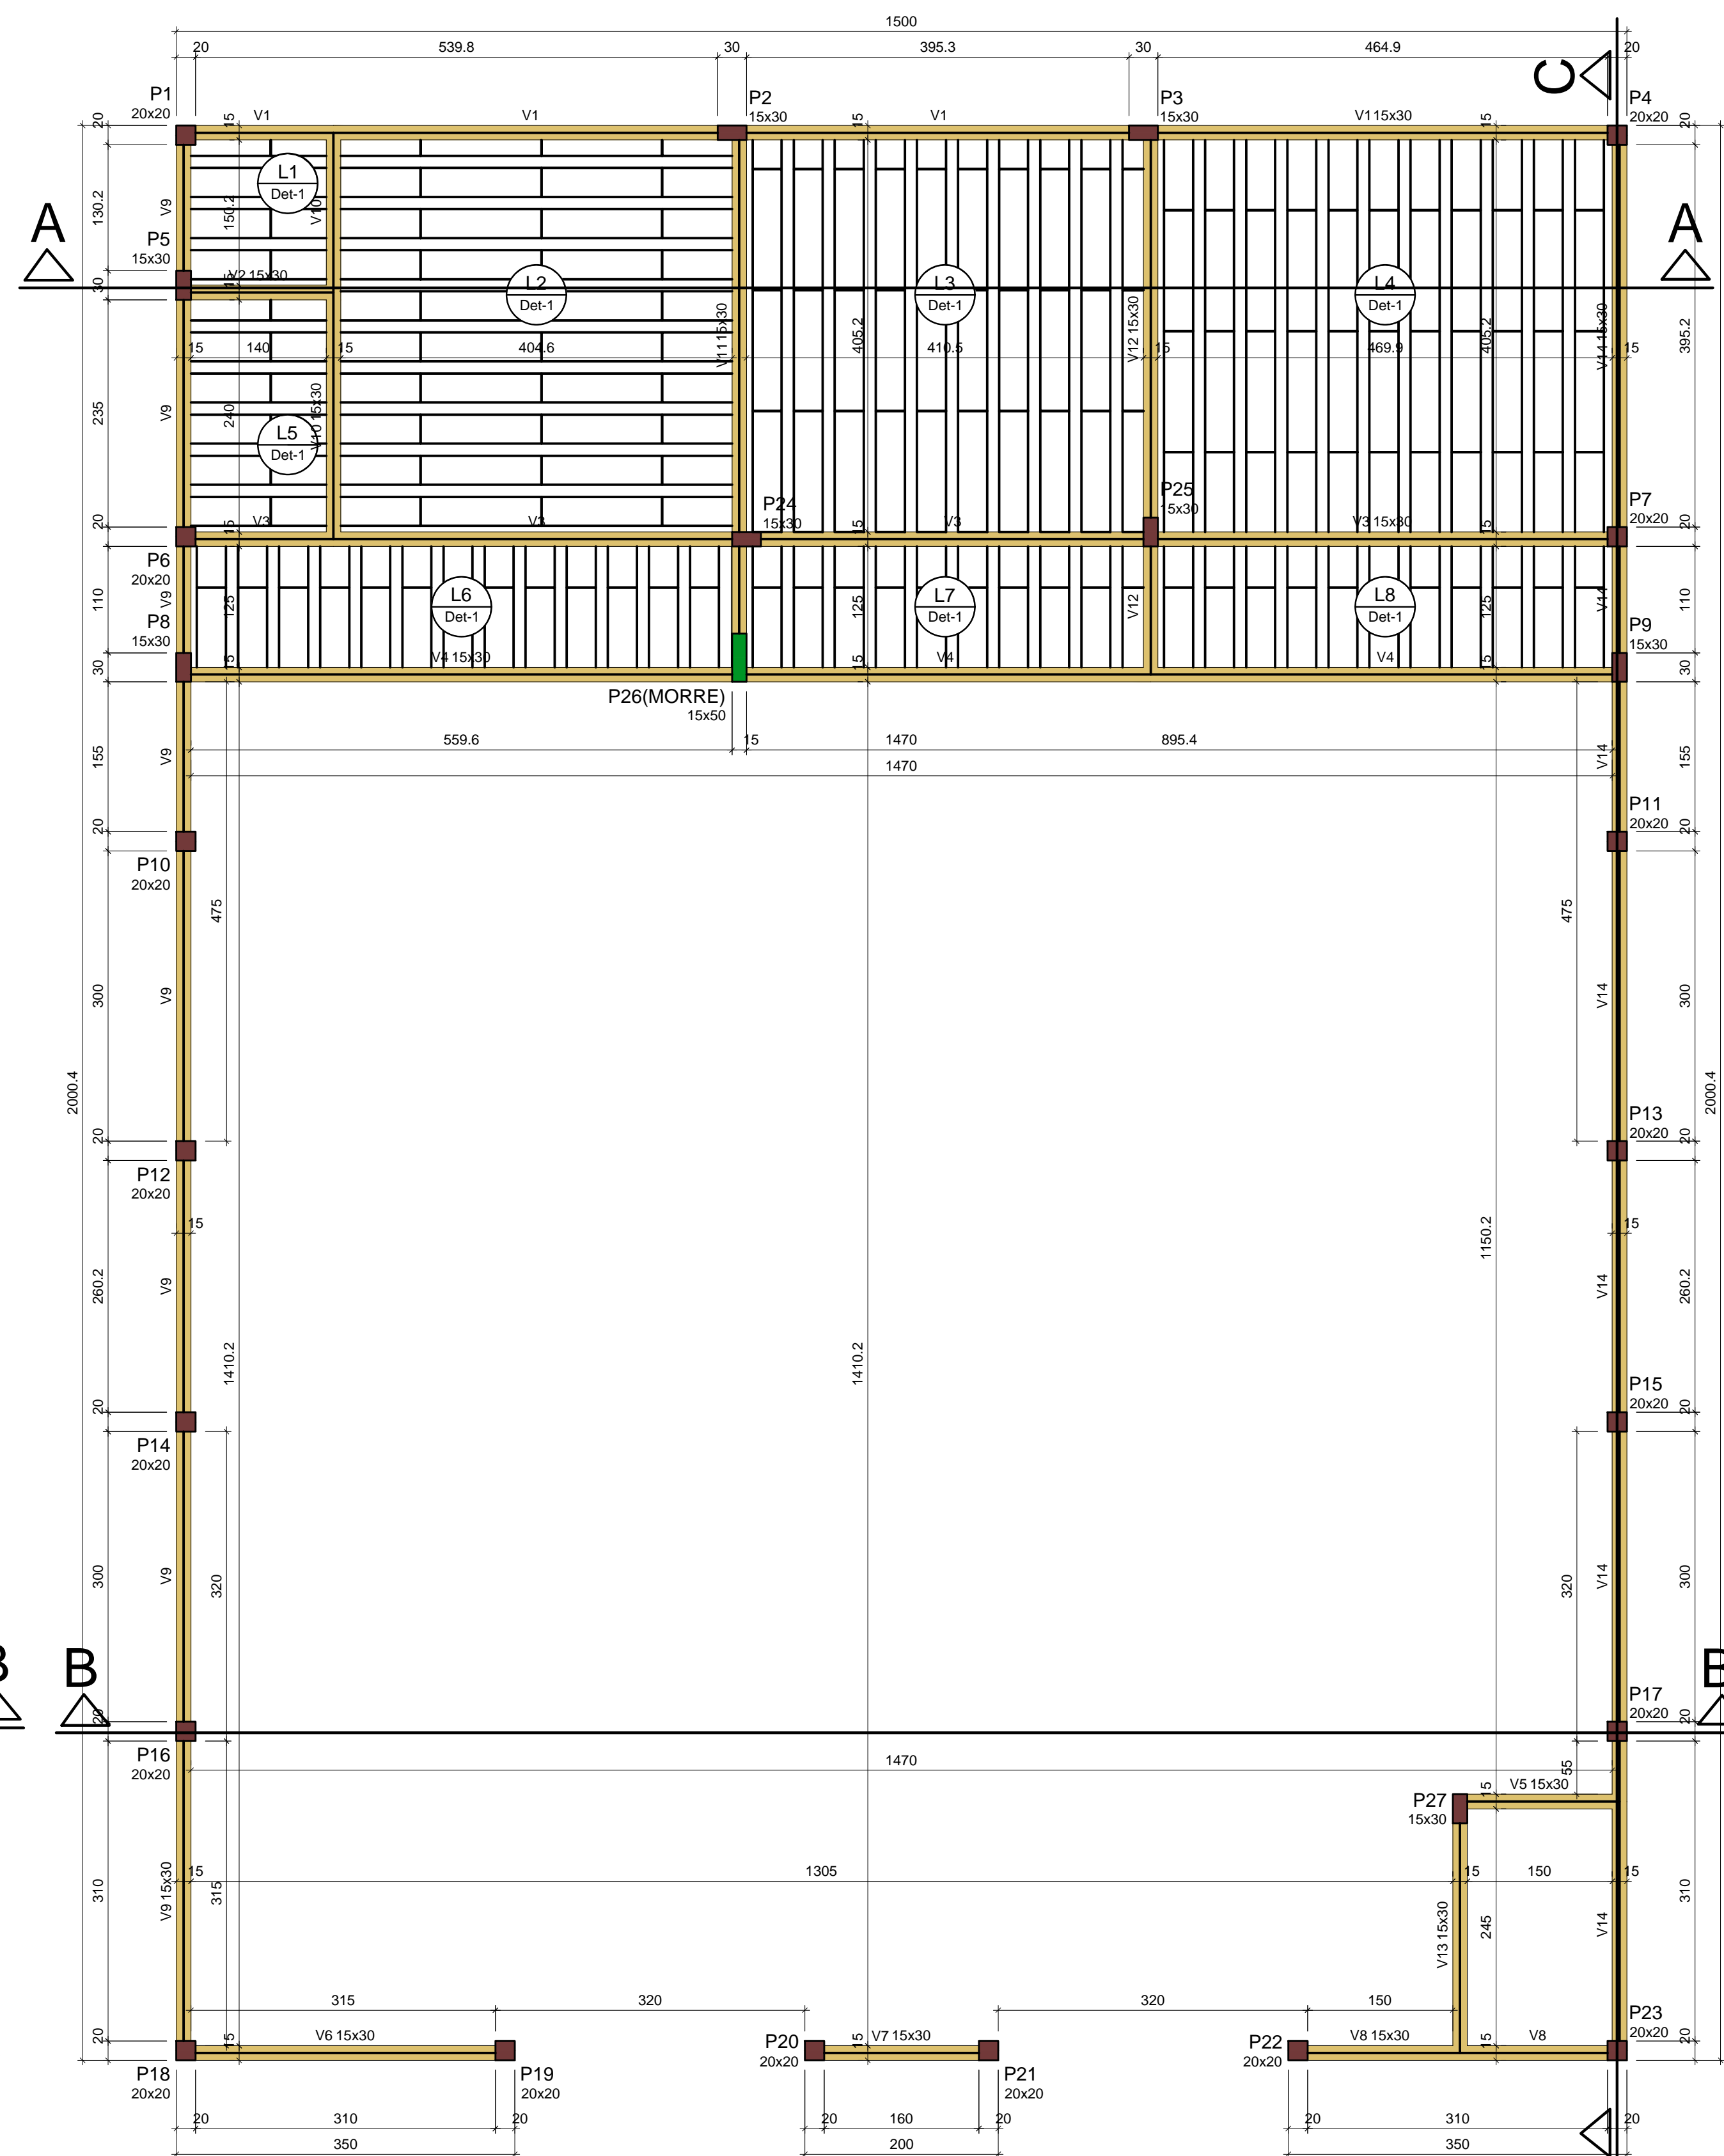 1500
20 539.8 30 395.3 30 464.9 20
C
P1
20x20
P2
15x30
P3
15x30
P4
20x20
V1 V1 V1 V1 15x30
20 15 15 15 20
L1
Det-1
130.2 V9 150.2 V10
A A
P5
15x30
30 V2 15x30 15
L2
Det-1
L3
Det-1
L4
Det-1
V11 15x30 405.2 V12 15x30 405.2 V14 15x30 395.2
15 140 15 404.6 410.5 15 469.9 15
235 V9 240 V10 15x30
L5
Det-1
P24
15x30
P25
15x30
P7
20x20
20 V3 15 V3 15 V3 V3 15x30 15 20
P6
20x20
110 V9 125 125 V12 125 V14 110
L6
Det-1
L7
Det-1
L8
Det-1
P8
15x30
P9
15x30
30 15 V4 15x30 15 V4 V4 15 30
P26(MORRE)
15x50
155 V9 559.6 15 1470 895.4 V14 155
1470
20 20
P10
20x20
P11
20x20
475 475
300 V9 V14 300
2000.4 2000.4
20 20
P12
20x20
P13
20x20
15 15
1150.2
260.2 V9 V14 260.2
1410.2 1410.2
20 20
P14
20x20
P15
20x20
300 V9 320 320 V14 300
B B B
20 20
P16
20x20
P17
20x20
1470 55
15 V5 15x30
P27
15x30
15 1305 15 150 15
310 V9 15x30 315 V13 15x30 245 V14 310
315 320 320 150
20 15 V6 15x30 15 V7 15x30 V8 15x30 15 V8 20
P18
20x20
P19
20x20
P20
20x20
P21
20x20
P22
20x20
P23
20x20
20 310 20 20 160 20 20 310 20
350 200 350